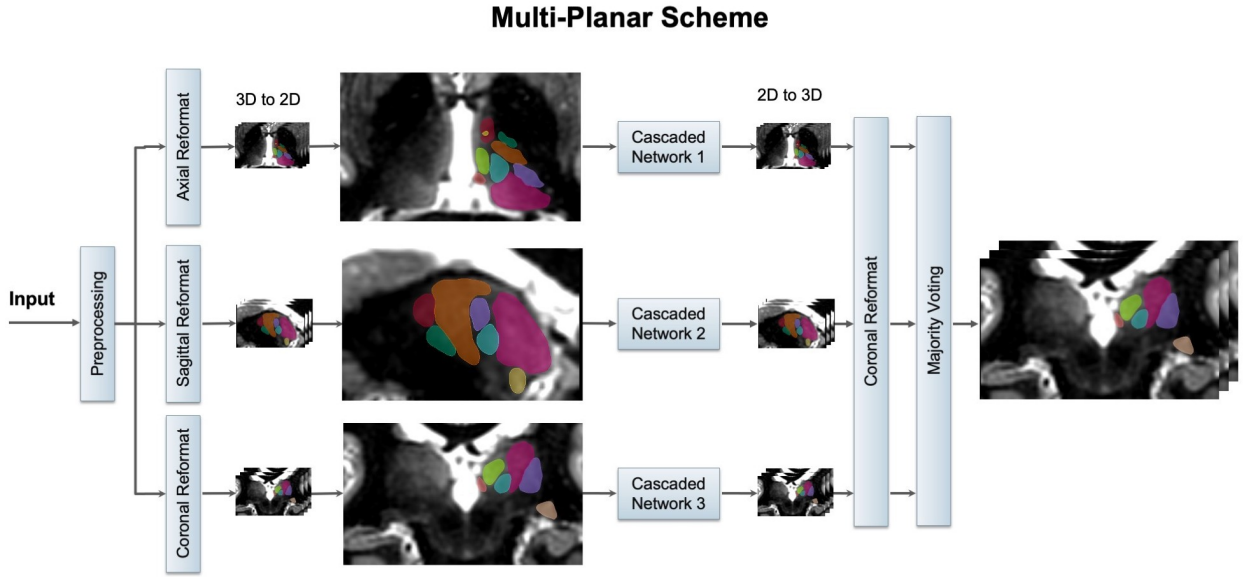 Multi-Planar Scheme
Input
Preprocessing
Axial Reformat
Sagittal Reformat
Coronal Reformat
3D to 2D
Cascaded
Network 1
Cascaded
Network 2
Cascaded
Network 3
2D to 3D
Coronal Reformat
Majority Voting